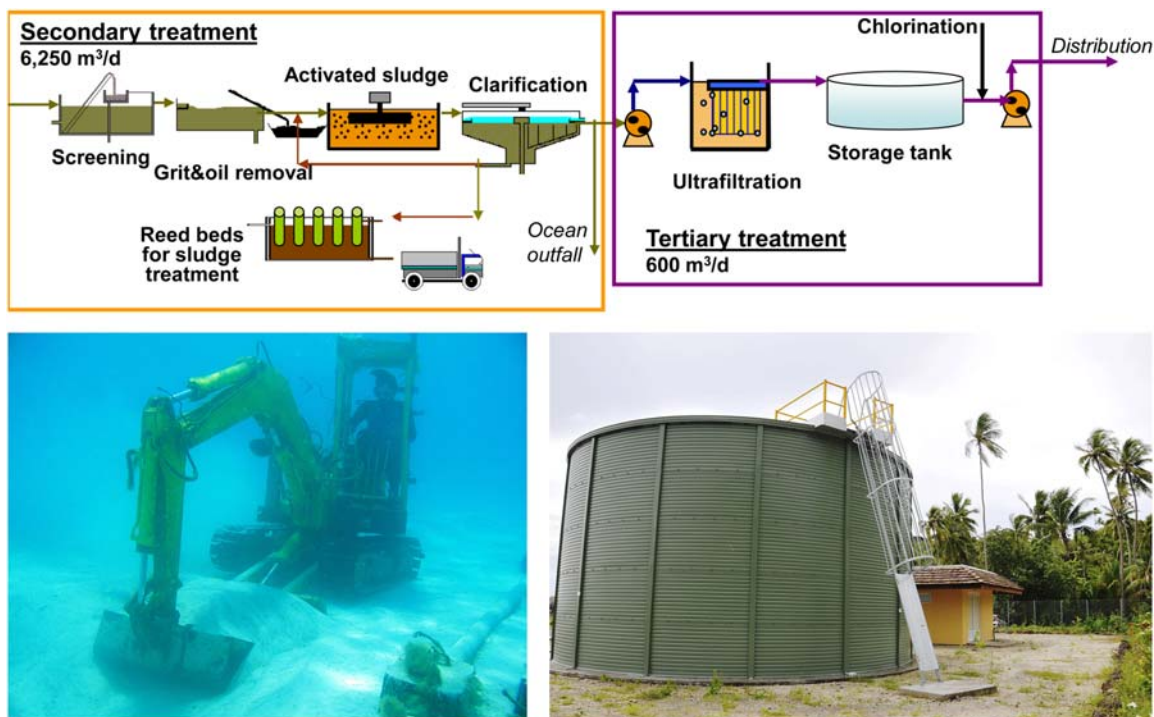 Secondary treatment
6,250 m³/d
Screening
Grit&oil removal
Activated sludge
Clarification
Reed beds
for sludge
treatment
Ocean
outfall
Ultrafiltration
Storage tank
Chlorination
Distribution
Tertiary treatment
600 m³/d